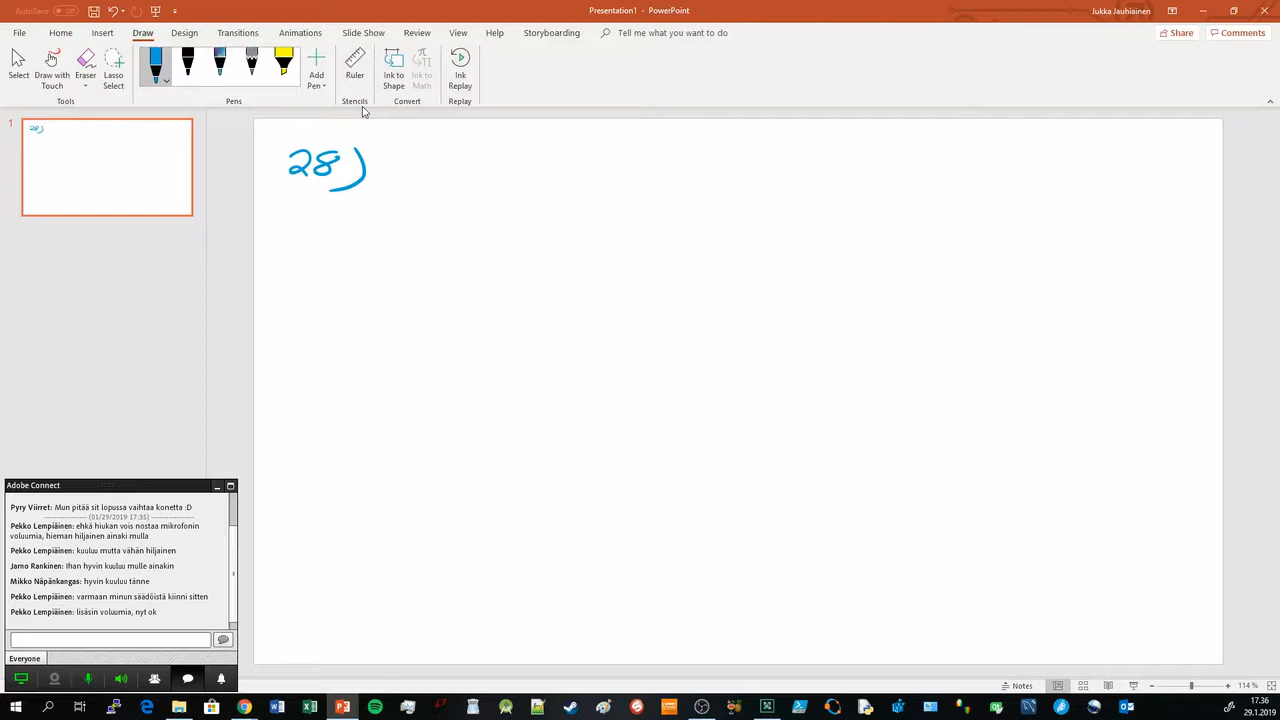 AutoSave Off
Presentation1 - PowerPoint
Jukka Jauhiainen
File Home Insert Draw Design Transitions Animations Slide Show Review View Help Storyboarding Tell me what you want to do
Share Comments
Select Draw with Touch Eraser Lasso Select Add Pen Ruler Ink to Shape Ink to Math Ink Replay
Tools Pens Stencils Convert Replay
1
28)
28)
Adobe Connect
Pyry Viirret: Mun pitää sit lopussa vaihtaa konetta :D
(01/29/2019 17:35)
Pekko Lempiäinen: ehkä hiukan vois nostaa mikrofonin
voluumia, hieman hiljainen ainaki mulla
Pekko Lempiäinen: kuuluu mutta vähän hiljainen
Jarno Rankinen: Ihan hyvin kuuluu mulle ainakin
Mikko Näpänkangas: hyvin kuuluu tänne
Pekko Lempiäinen: varmaan minun säädöistä kiinni sitten
Pekko Lempiäinen: lisäsin voluumia, nyt ok
Everyone
Notes
114 %
17.36
29.1.2019